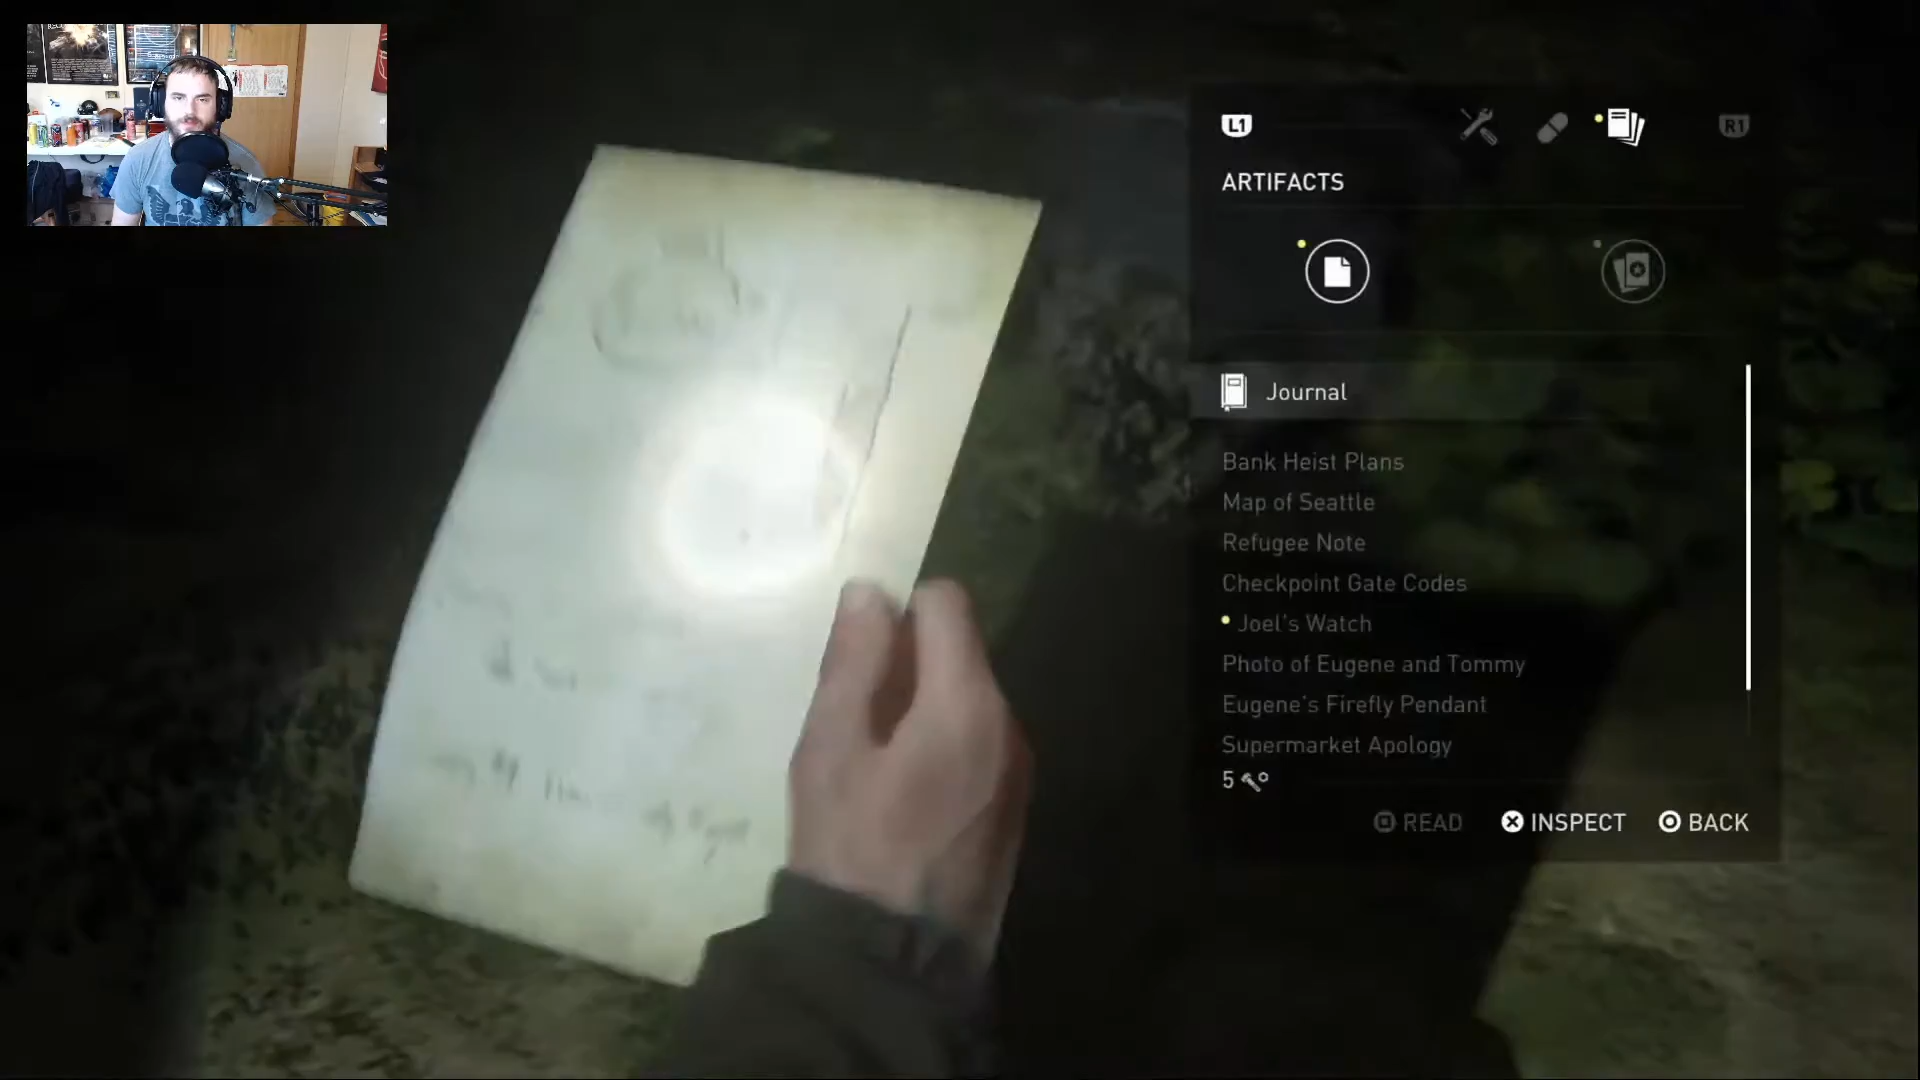 L1
R1
ARTIFACTS
Journal
Bank Heist Plans
Map of Seattle
Refugee Note
Checkpoint Gate Codes
Joel's Watch
Photo of Eugene and Tommy
Eugene's Firefly Pendant
Supermarket Apology
5
READ INSPECT BACK